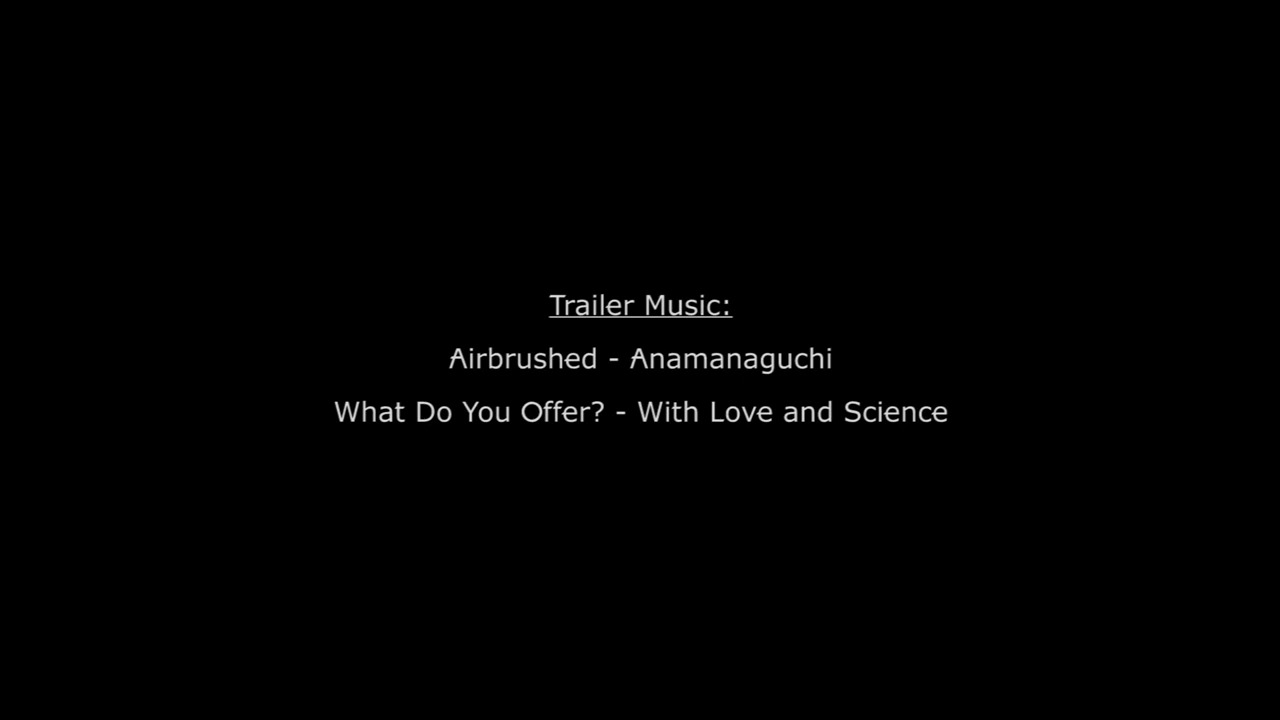 Trailer Music:
Airbrushed - Anamanaguchi
What Do You Offer? - With Love and Science